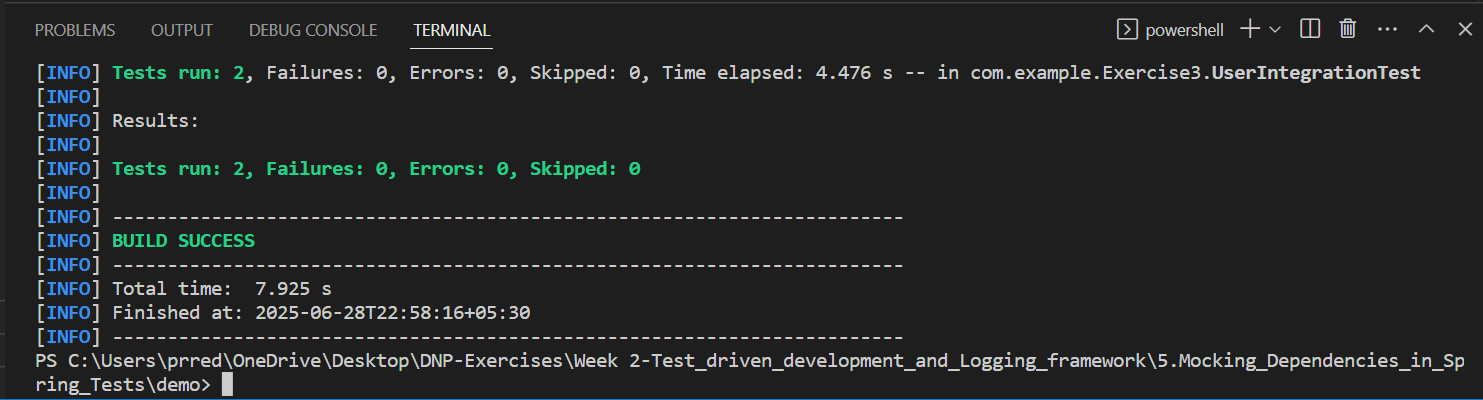 PROBLEMS OUTPUT DEBUG CONSOLE TERMINAL powershell
[INFO] Tests run: 2, Failures: 0, Errors: 0, Skipped: 0, Time elapsed: 4.476 s -- in com.example.Exercise3.UserIntegrationTest
[INFO]
[INFO] Results:
[INFO]
[INFO] Tests run: 2, Failures: 0, Errors: 0, Skipped: 0
[INFO]
[INFO] ------------------------------------------------------------------------
[INFO] BUILD SUCCESS
[INFO] ------------------------------------------------------------------------
[INFO] Total time:  7.925 s
[INFO] Finished at: 2025-06-28T22:58:16+05:30
[INFO] ------------------------------------------------------------------------
PS C:\Users\prred\OneDrive\Desktop\DNP-Exercises\Week 2-Test_driven_development_and_Logging_framework\5.Mocking_Dependencies_in_Sp
ring_Tests\demo>